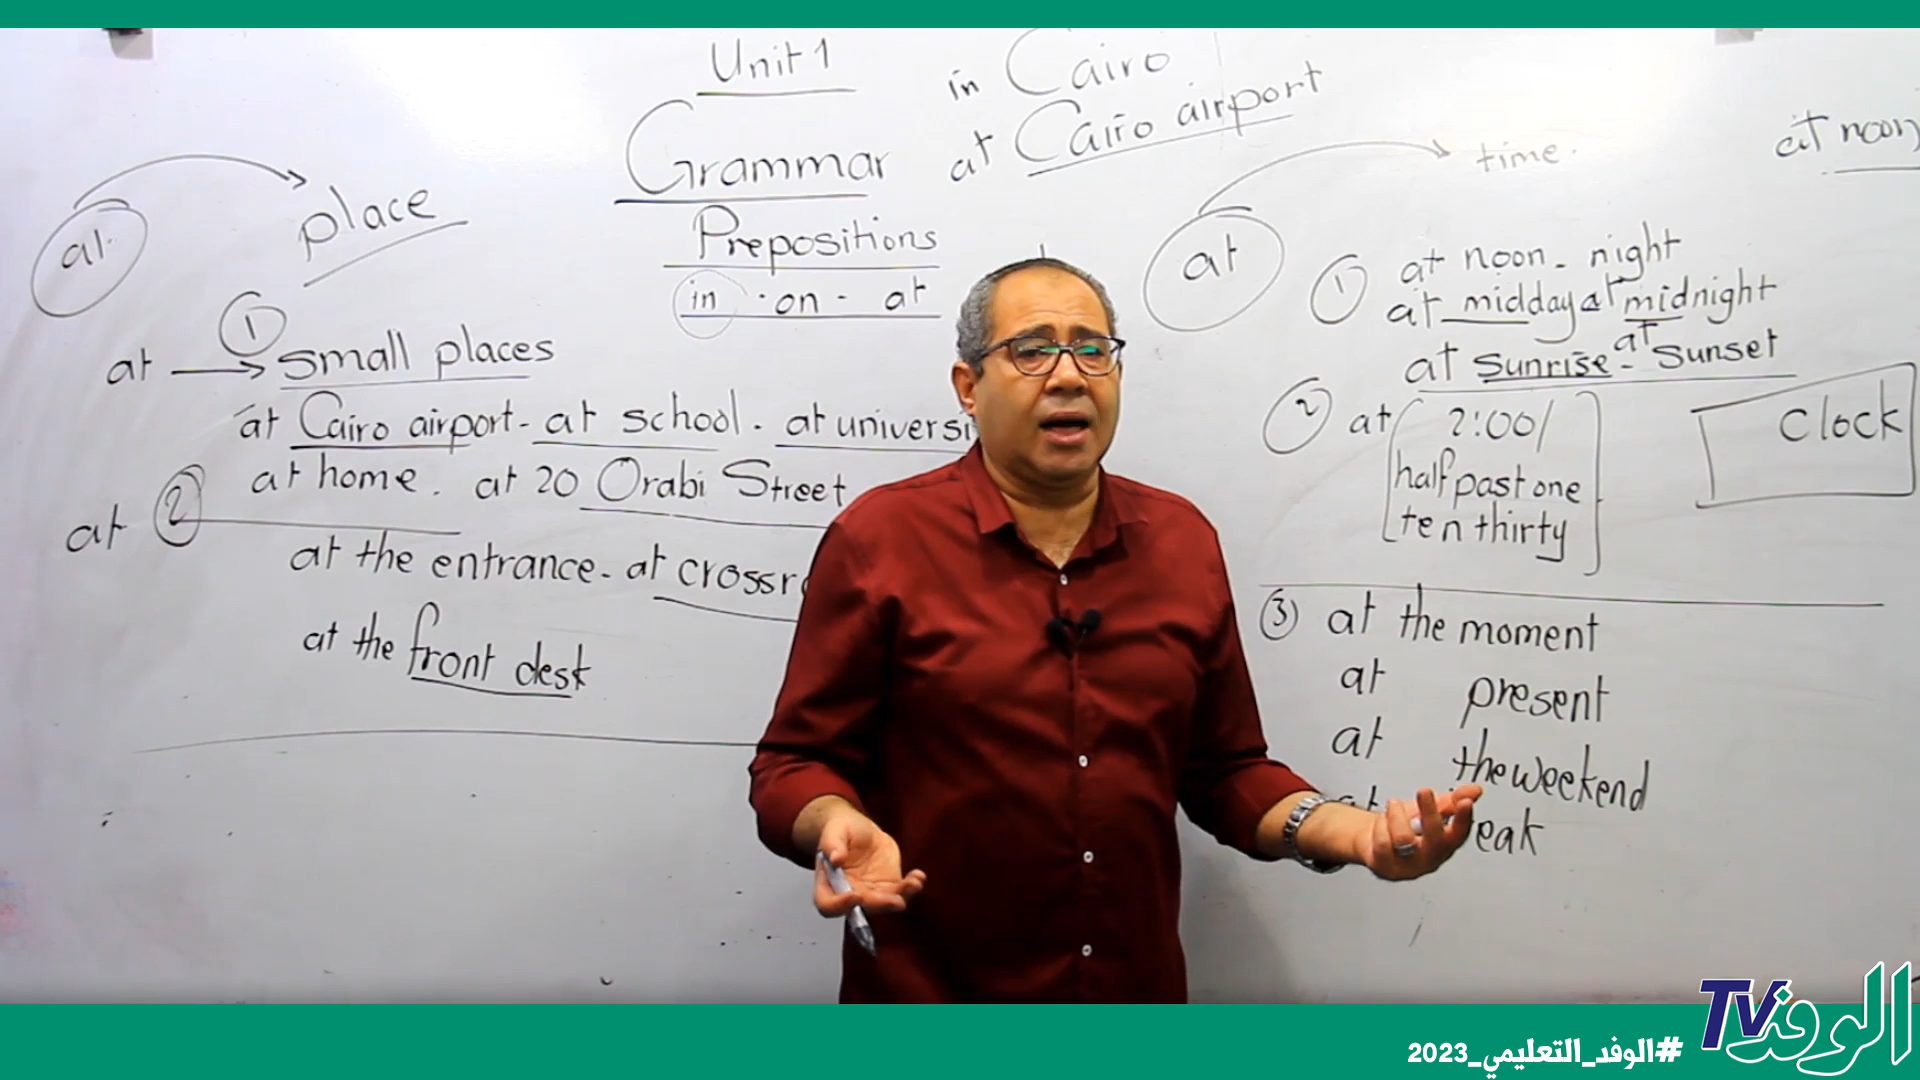 Unit 1
in Cairo
at Cairo airport
Grammar
Prepositions
in . on - at
at
place
at → ① small places
at Cairo airport - at school . at
at home . at 20 Orabi Street
at ②
at the entrance - at
at the front desk
at
time .
at noon
① at noon - night
at midday at midnight
at sunrise - at sunset
② at 2:00/
half past one
ten thirty
Clock
③ at the moment
at present
at the weekend
at
الوفد TV
#الوفد_التعليمي_2023